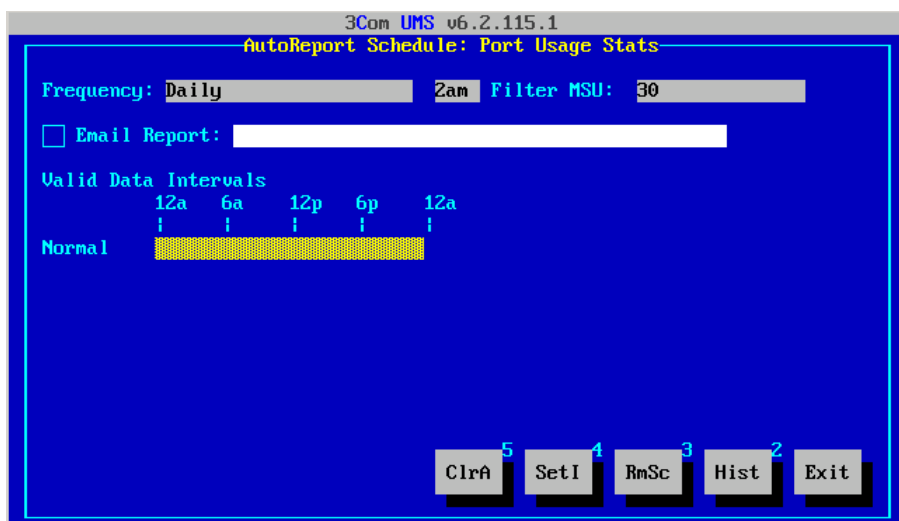 3Com UMS v6.2.115.1
AutoReport Schedule: Port Usage Stats
Frequency: Daily 2am Filter MSU: 30
Email Report:
Valid Data Intervals
12a 6a 12p 6p 12a
Normal
5 4 3 2
ClrA SetI RmSc Hist Exit